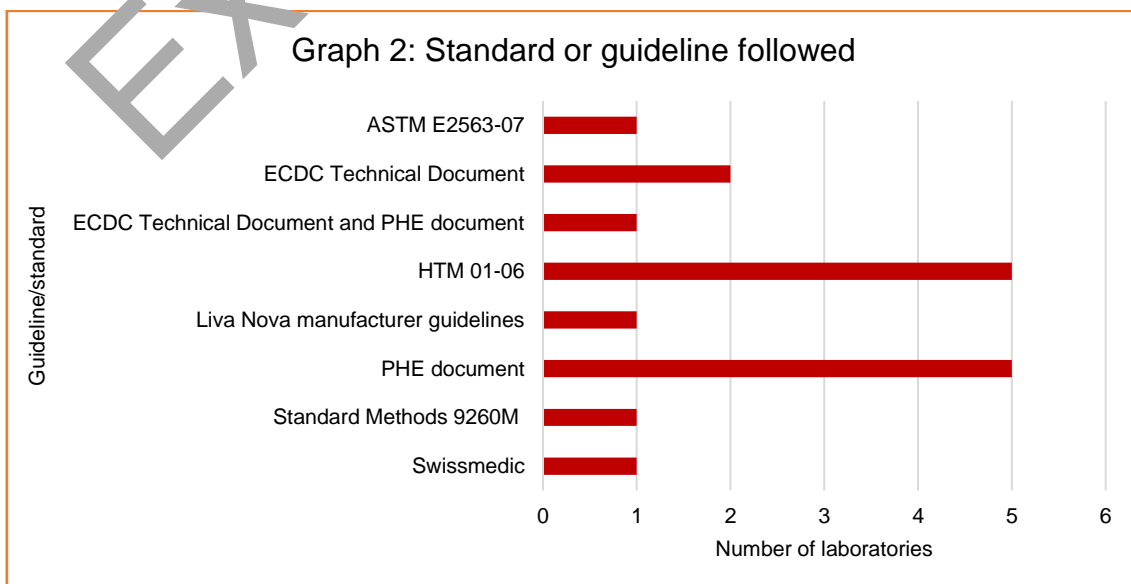 Ex
Graph 2: Standard or guideline followed
Guideline/standard
ASTM E2563-07
ECDC Technical Document
ECDC Technical Document and PHE document
HTM 01-06
Liva Nova manufacturer guidelines
PHE document
Standard Methods 9260M
Swissmedic
0 1 2 3 4 5 6
Number of laboratories